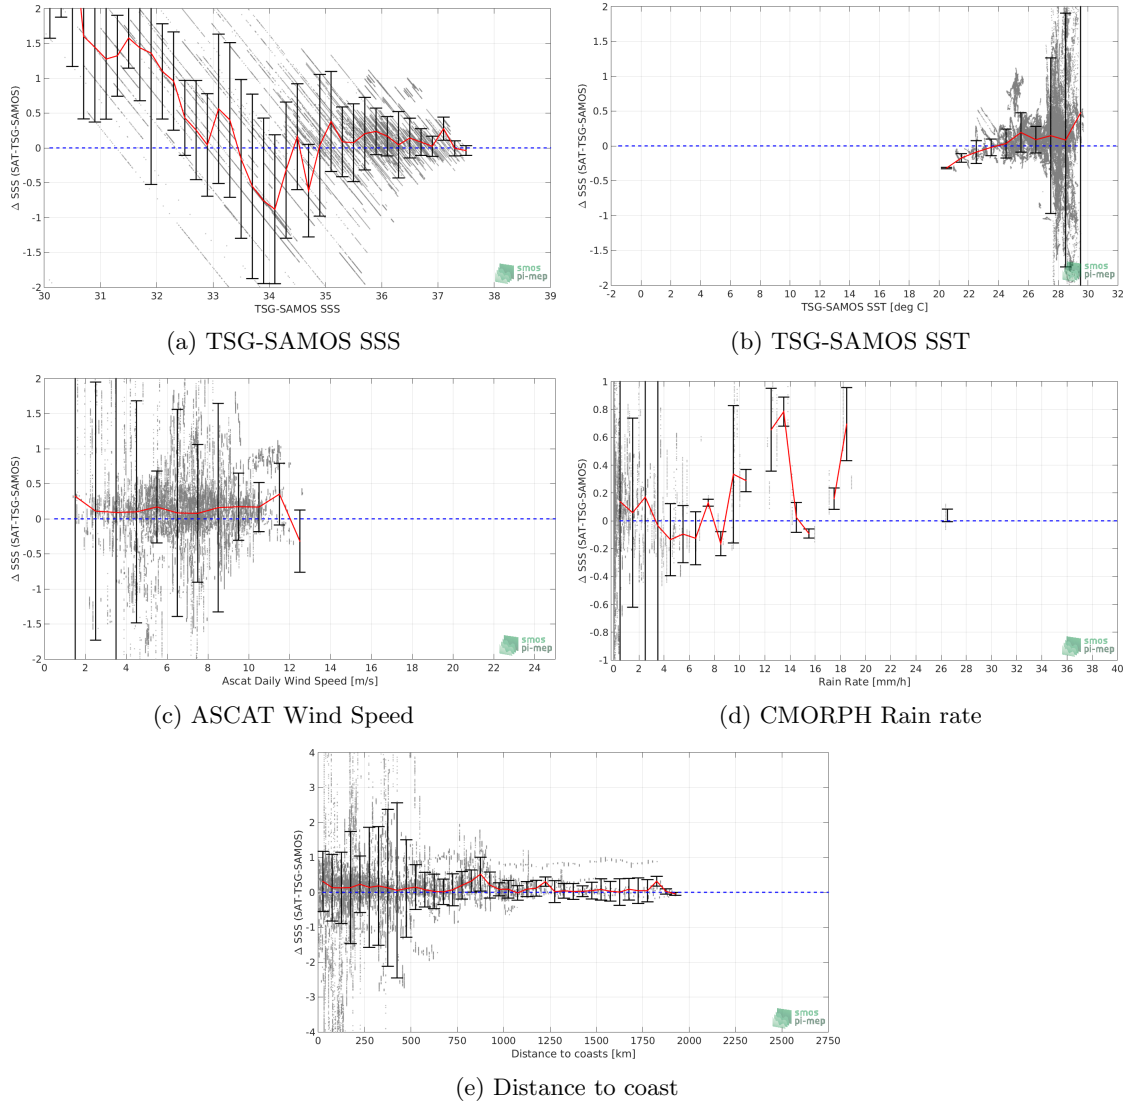 2
1.5
1
0.5
0
-0.5
-1
-1.5
-2
Δ SSS (SAT-TSG-SAMOS)
30 31 32 33 34 35 36 37 38 39
TSG-SAMOS SSS
smos
pi-mep
(a) TSG-SAMOS SSS
2
1.5
1
0.5
0
-0.5
-1
-1.5
-2
Δ SSS (SAT-TSG-SAMOS)
-2 0 2 4 6 8 10 12 14 16 18 20 22 24 26 28 30 32
TSG-SAMOS SST [deg C]
smos
pi-mep
(b) TSG-SAMOS SST
2
1.5
1
0.5
0
-0.5
-1
-1.5
-2
Δ SSS (SAT-TSG-SAMOS)
0 2 4 6 8 10 12 14 16 18 20 22 24
Ascat Daily Wind Speed [m/s]
smos
pi-mep
(c) ASCAT Wind Speed
1
0.8
0.6
0.4
0.2
0
-0.2
-0.4
-0.6
-0.8
-1
Δ SSS (SAT-TSG-SAMOS)
0 2 4 6 8 10 12 14 16 18 20 22 24 26 28 30 32 34 36 38 40
Rain Rate [mm/h]
smos
pi-mep
(d) CMORPH Rain rate
4
3
2
1
0
-1
-2
-3
-4
Δ SSS (SAT-TSG-SAMOS)
0 250 500 750 1000 1250 1500 1750 2000 2250 2500 2750
Distance to coasts [km]
smos
pi-mep
(e) Distance to coast